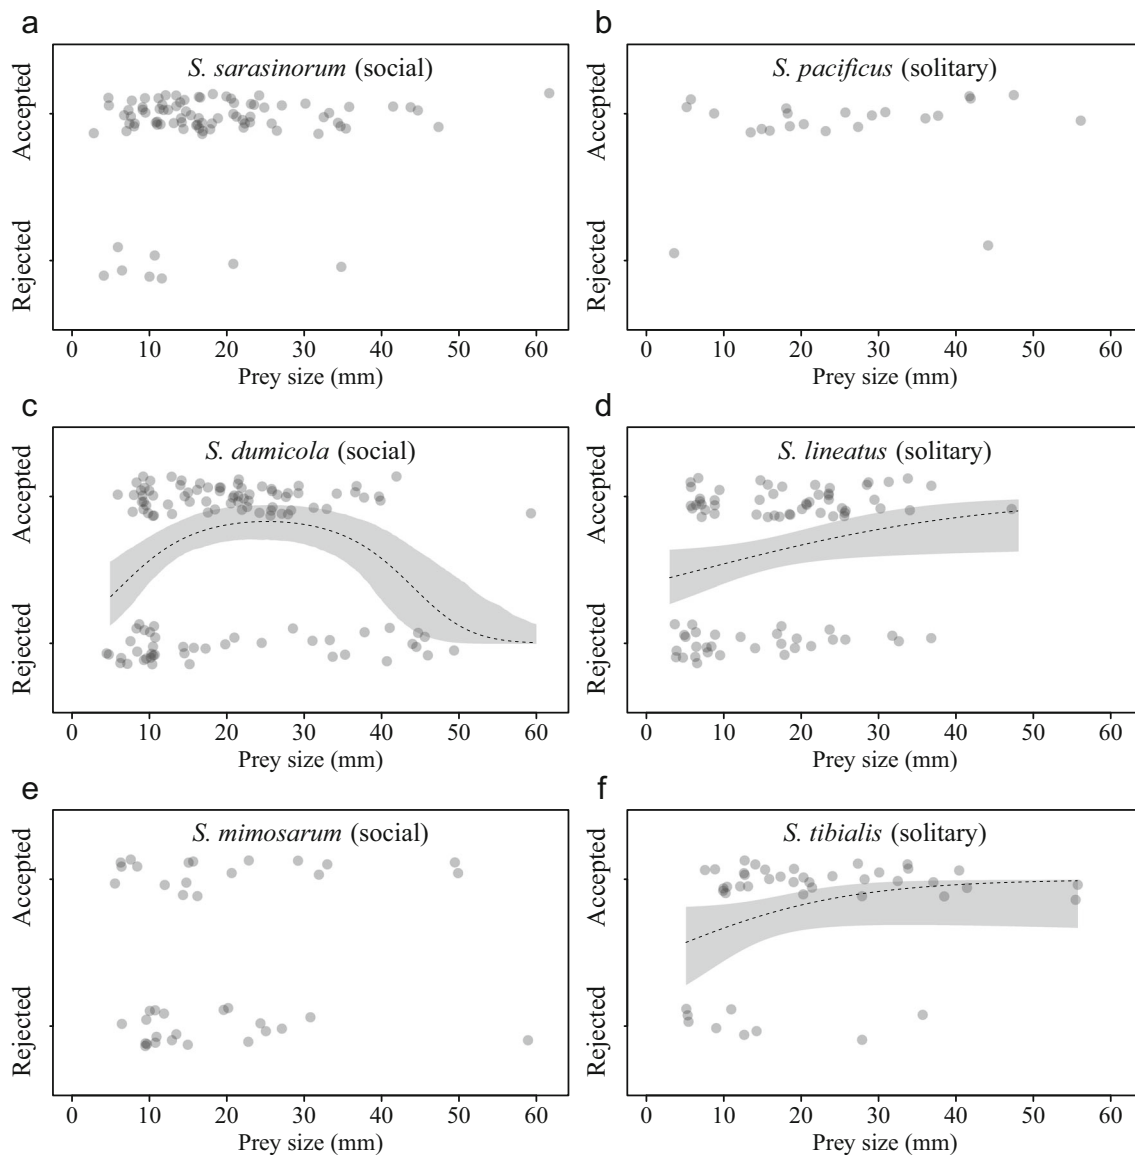 a
S. sarasinorum (social)
Accepted
Rejected
0 10 20 30 40 50 60
Prey size (mm)
b
S. pacificus (solitary)
Accepted
Rejected
0 10 20 30 40 50 60
Prey size (mm)
c
S. dumicola (social)
Accepted
Rejected
0 10 20 30 40 50 60
Prey size (mm)
d
S. lineatus (solitary)
Accepted
Rejected
0 10 20 30 40 50 60
Prey size (mm)
e
S. mimosarum (social)
Accepted
Rejected
0 10 20 30 40 50 60
Prey size (mm)
f
S. tibialis (solitary)
Accepted
Rejected
0 10 20 30 40 50 60
Prey size (mm)